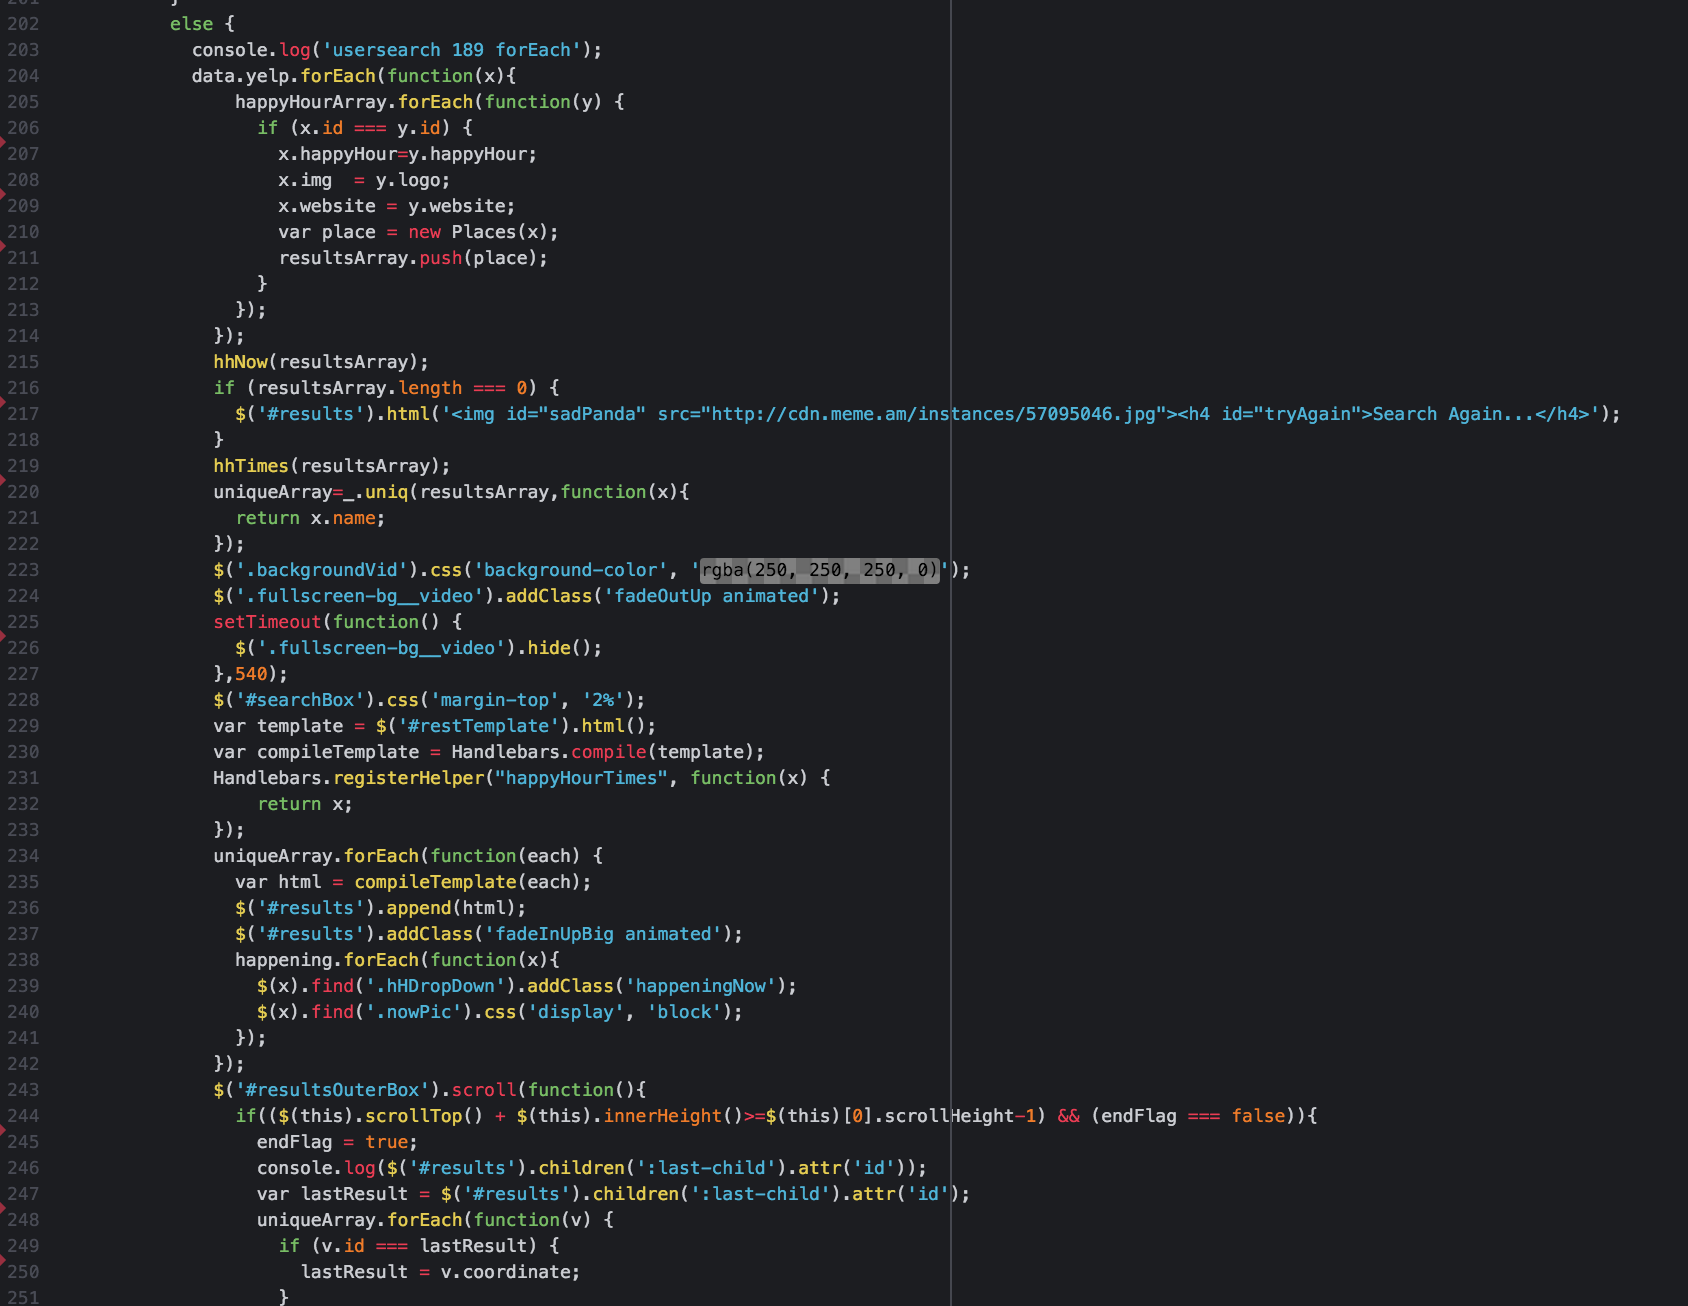 201 }
202 else {
203 console.log('usersearch 189 forEach');
204 data.yelp.forEach(function(x){
205 happyHourArray.forEach(function(y) {
206 if (x.id === y.id) {
207 x.happyHour=y.happyHour;
208 x.img  = y.logo;
209 x.website = y.website;
210 var place = new Places(x);
211 resultsArray.push(place);
212 }
213 });
214 });
215 hhNow(resultsArray);
216 if (resultsArray.length === 0) {
217 $('#results').html('<img id="sadPanda" src="http://cdn.meme.am/instances/57095046.jpg"><h4 id="tryAgain">Search Again...</h4>');
218 }
219 hhTimes(resultsArray);
220 uniqueArray=_.uniq(resultsArray,function(x){
221 return x.name;
222 });
223 $('.backgroundVid').css('background-color', 'rgba(250, 250, 250, 0)');
224 $('.fullscreen-bg__video').addClass('fadeOutUp animated');
225 setTimeout(function() {
226 $('.fullscreen-bg__video').hide();
227 },540);
228 $('#searchBox').css('margin-top', '2%');
229 var template = $('#restTemplate').html();
230 var compileTemplate = Handlebars.compile(template);
231 Handlebars.registerHelper("happyHourTimes", function(x) {
232 return x;
233 });
234 uniqueArray.forEach(function(each) {
235 var html = compileTemplate(each);
236 $('#results').append(html);
237 $('#results').addClass('fadeInUpBig animated');
238 happening.forEach(function(x){
239 $(x).find('.hHDropDown').addClass('happeningNow');
240 $(x).find('.nowPic').css('display', 'block');
241 });
242 });
243 $('#resultsOuterBox').scroll(function(){
244 if(($(this).scrollTop() + $(this).innerHeight()>=$(this)[0].scrollHeight-1) && (endFlag === false)){
245 endFlag = true;
246 console.log($('#results').children(':last-child').attr('id'));
247 var lastResult = $('#results').children(':last-child').attr('id');
248 uniqueArray.forEach(function(v) {
249 if (v.id === lastResult) {
250 lastResult = v.coordinate;
251 }